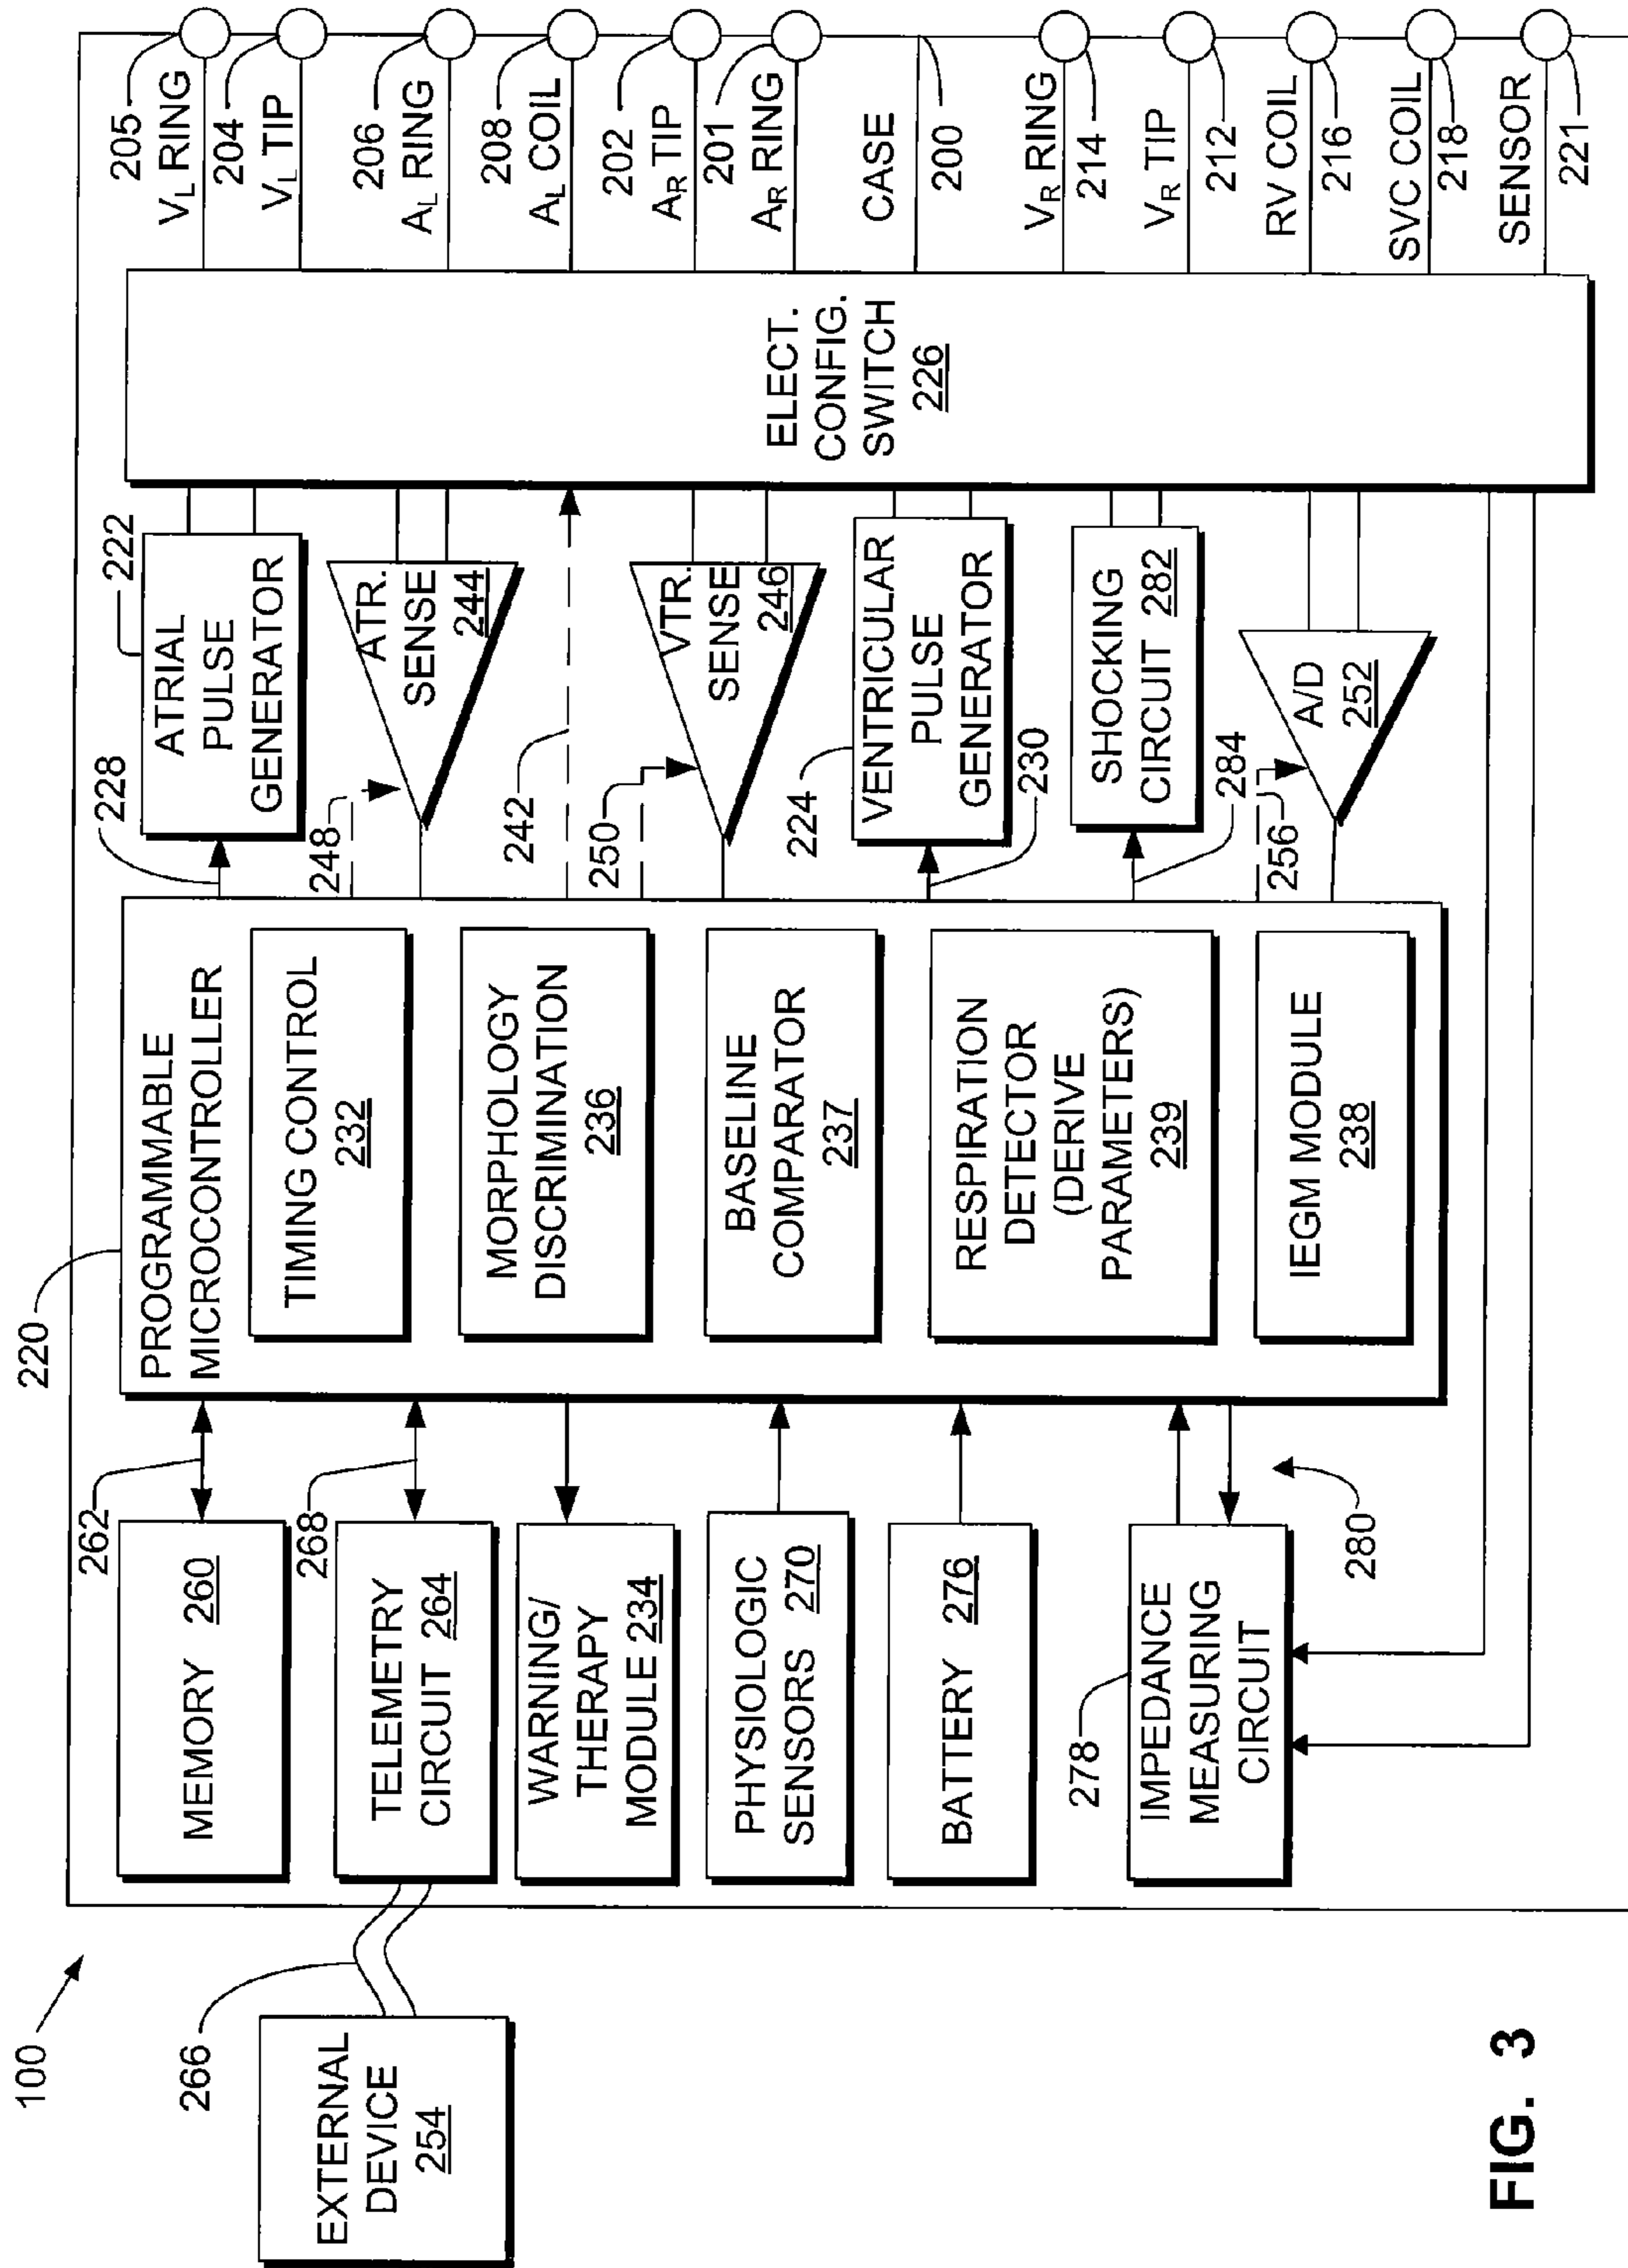 100
EXTERNAL
DEVICE
254
266
220
262
MEMORY 260
268
TELEMETRY
CIRCUIT 264
WARNING/
THERAPY
MODULE 234
PHYSIOLOGIC
SENSORS 270
BATTERY 276
278
IMPEDANCE
MEASURING
CIRCUIT
280
PROGRAMMABLE
MICROCONTROLLER
TIMING CONTROL
232
MORPHOLOGY
DISCRIMINATION
236
BASELINE
COMPARATOR
237
RESPIRATION
DETECTOR
(DERIVE
PARAMETERS)
239
IEGM MODULE
238
228
222
ATRIAL
PULSE
GENERATOR
248
ATR.
SENSE
244
242
250
VTR.
SENSE
246
224
VENTRICULAR
PULSE
GENERATOR
230
SHOCKING
CIRCUIT 282
284
256
A/D
252
ELECT.
CONFIG.
SWITCH
226
205
VL RING
204
VL TIP
206
AL RING
208
AL COIL
202
AR TIP
201
AR RING
CASE
200
VR RING
214
VR TIP
212
RV COIL
216
SVC COIL
218
SENSOR
221
FIG. 3